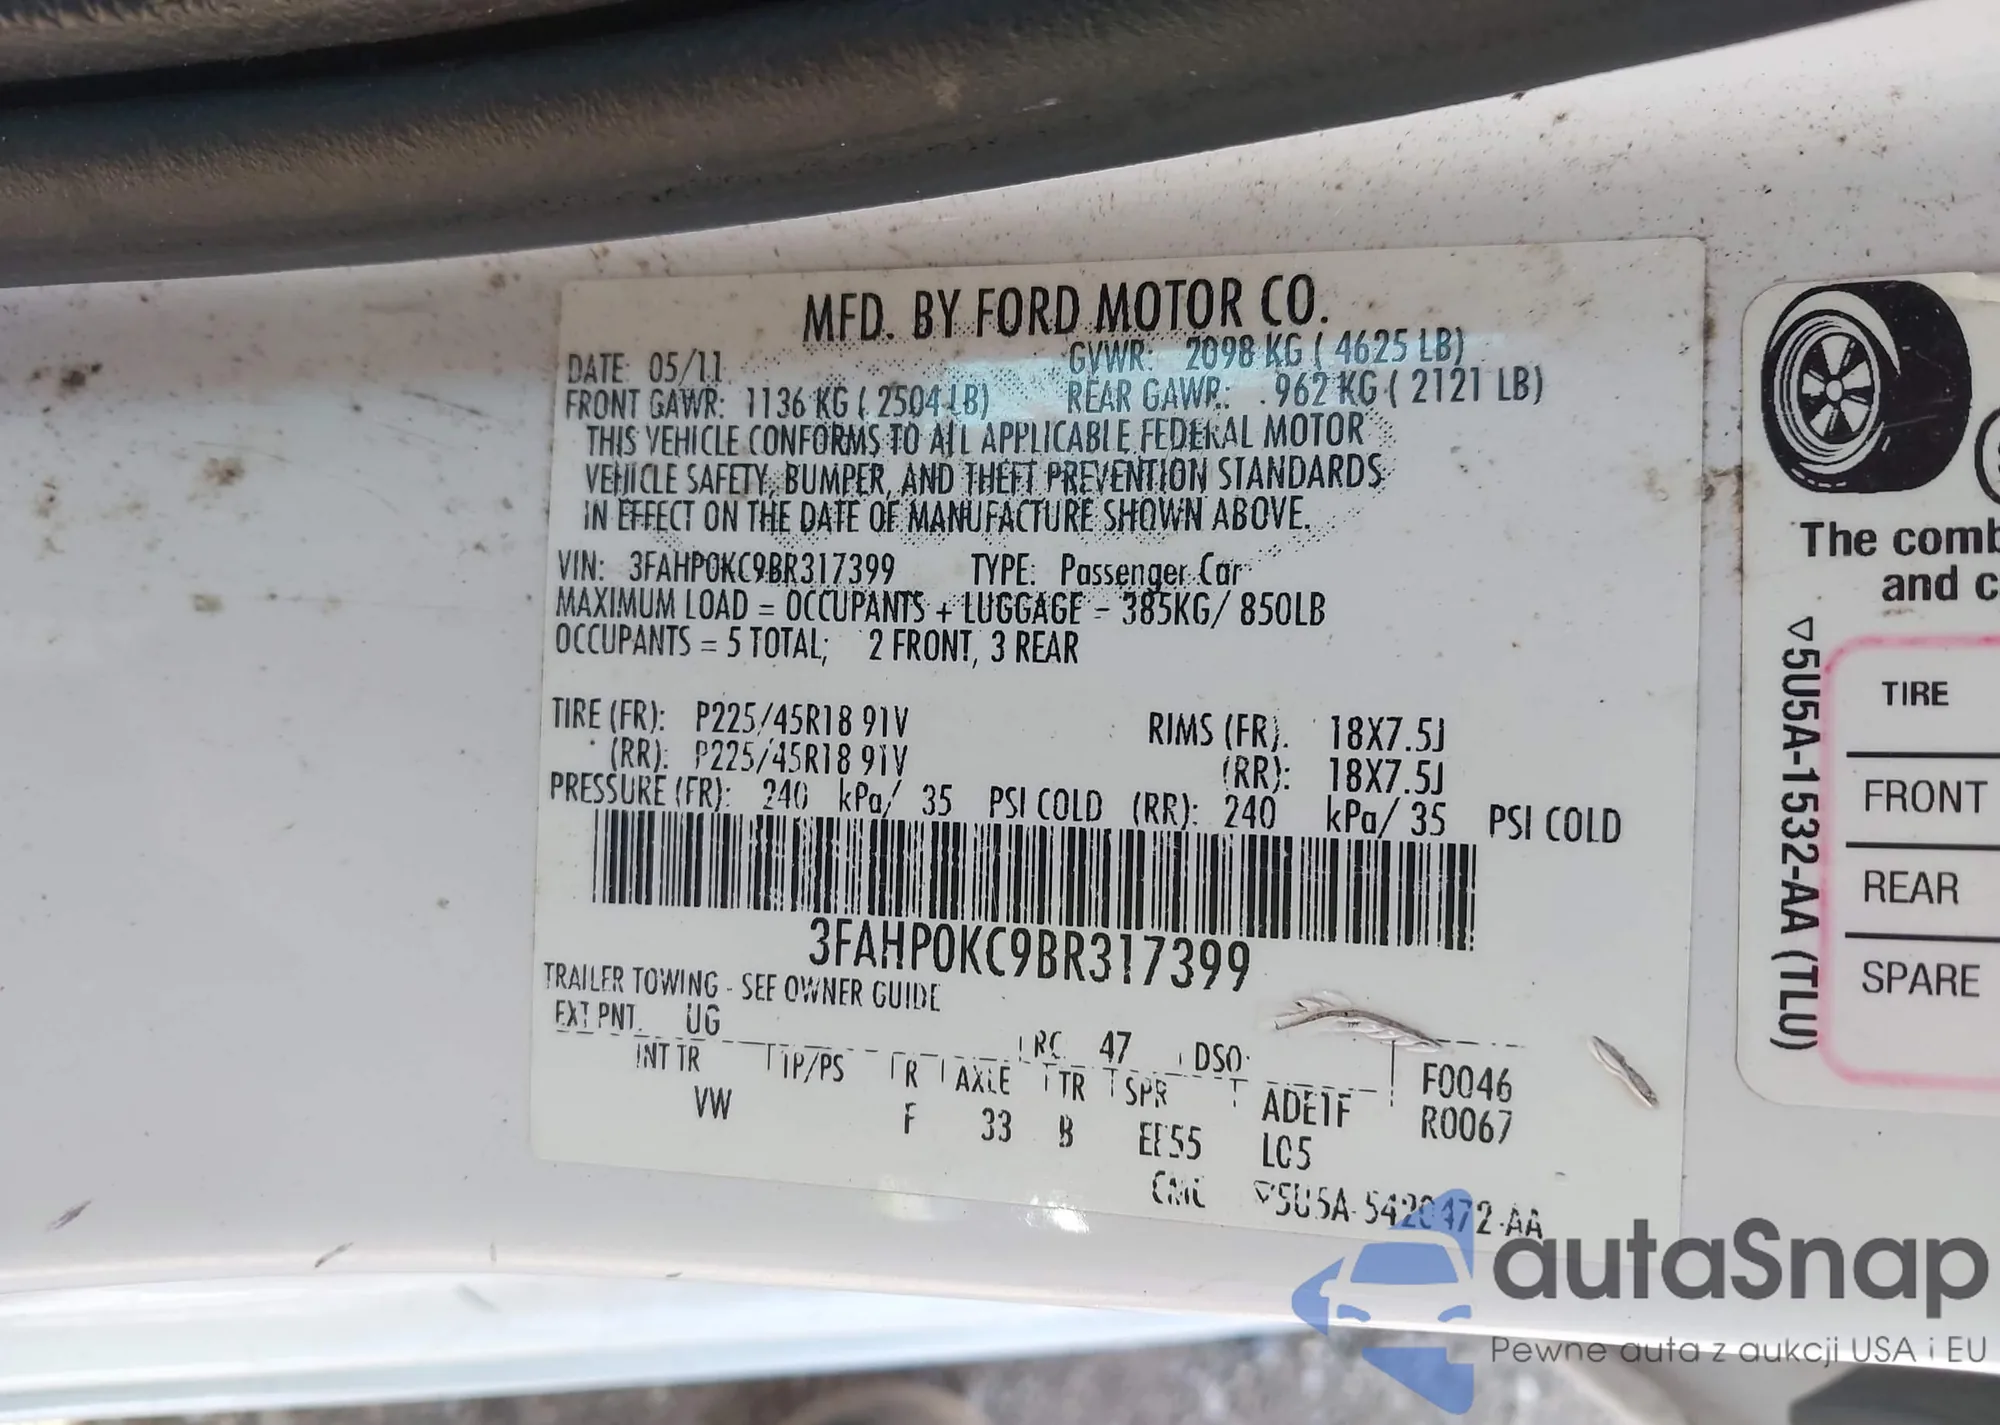 MFD. BY FORD MOTOR CO.
DATE: 05/11 GVWR: 2098 KG ( 4625 LB)
FRONT GAWR: 1136 KG ( 2504 LB) REAR GAWR: 962 KG ( 2121 LB)
THIS VEHICLE CONFORMS TO ALL APPLICABLE FEDERAL MOTOR
VEHICLE SAFETY, BUMPER, AND THEFT PREVENTION STANDARDS
IN EFFECT ON THE DATE OF MANUFACTURE SHOWN ABOVE.
VIN: 3FAHP0KC9BR317399 TYPE: Passenger Car
MAXIMUM LOAD = OCCUPANTS + LUGGAGE = 385KG/ 850LB
OCCUPANTS = 5 TOTAL; 2 FRONT, 3 REAR
TIRE (FR): P225/45R18 91V RIMS (FR): 18X7.5J
(RR): P225/45R18 91V (RR): 18X7.5J
PRESSURE (FR): 240 kPa/ 35 PSI COLD (RR): 240 kPa/ 35 PSI COLD
3FAHP0KC9BR317399
TRAILER TOWING - SEE OWNER GUIDE
EXT PNT: UG RC: 47 DSO:
INT TR TP/PS R AXLE TR SPR ADE1F F0046
VW F 33 B EE55 L05 R0067
▽5U5A-5420472-AA
The comb
and c
▽5U5A-1532-AA (TLU)
TIRE
FRONT
REAR
SPARE
autaSnap
Pewne auta z aukcji USA i EU